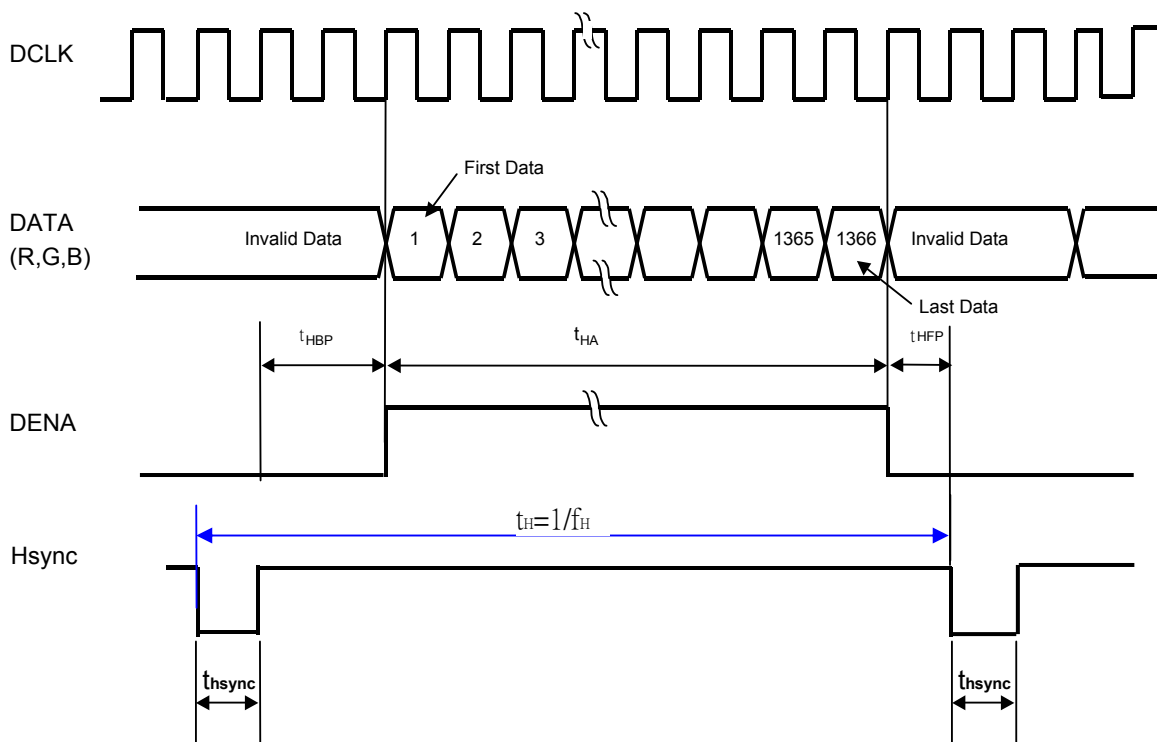 DCLK
First Data
DATA
(R,G,B)
Invalid Data 1 2 3 1365 1366 Invalid Data
Last Data
tHBP tHA tHFP
DENA
tH=1/fH
Hsync
thsync thsync